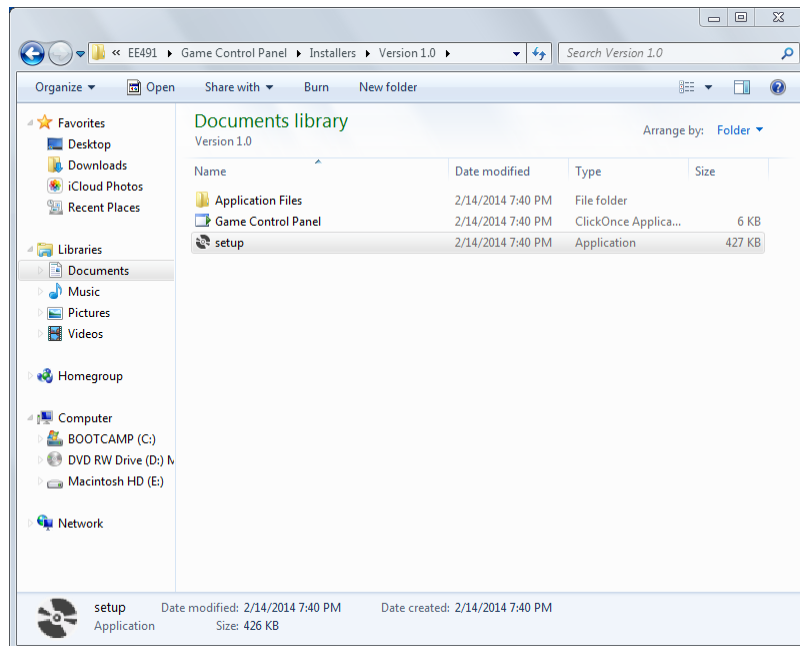 « EE491 ▸ Game Control Panel ▸ Installers ▸ Version 1.0 ▸ Search Version 1.0
Organize Open Share with Burn New folder
Favorites
Desktop
Downloads
iCloud Photos
Recent Places
Libraries
Documents
Music
Pictures
Videos
Homegroup
Computer
BOOTCAMP (C:)
DVD RW Drive (D:) M
Macintosh HD (E:)
Network
Documents library
Version 1.0
Arrange by: Folder
Name Date modified Type Size
Application Files 2/14/2014 7:40 PM File folder
Game Control Panel 2/14/2014 7:40 PM ClickOnce Applica... 6 KB
setup 2/14/2014 7:40 PM Application 427 KB
setup Date modified: 2/14/2014 7:40 PM Date created: 2/14/2014 7:40 PM
Application Size: 426 KB